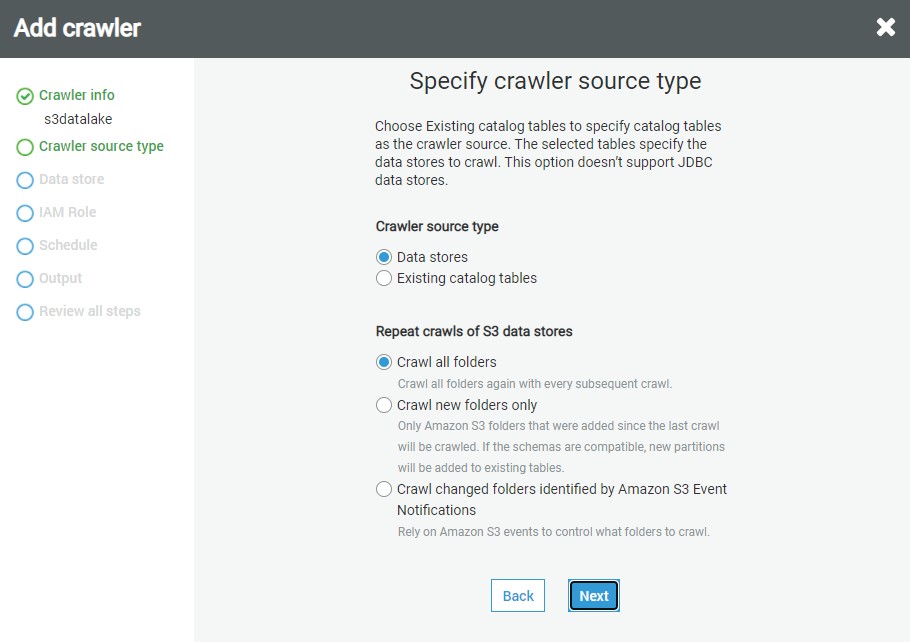 Add crawler
Crawler info
s3datalake
Crawler source type
Data store
IAM Role
Schedule
Output
Review all steps
Specify crawler source type
Choose Existing catalog tables to specify catalog tables
as the crawler source. The selected tables specify the
data stores to crawl. This option doesn't support JDBC
data stores.
Crawler source type
Data stores
Existing catalog tables
Repeat crawls of S3 data stores
Crawl all folders
Crawl all folders again with every subsequent crawl.
Crawl new folders only
Only Amazon S3 folders that were added since the last crawl
will be crawled. If the schemas are compatible, new partitions
will be added to existing tables.
Crawl changed folders identified by Amazon S3 Event
Notifications
Rely on Amazon S3 events to control what folders to crawl.
Back
Next